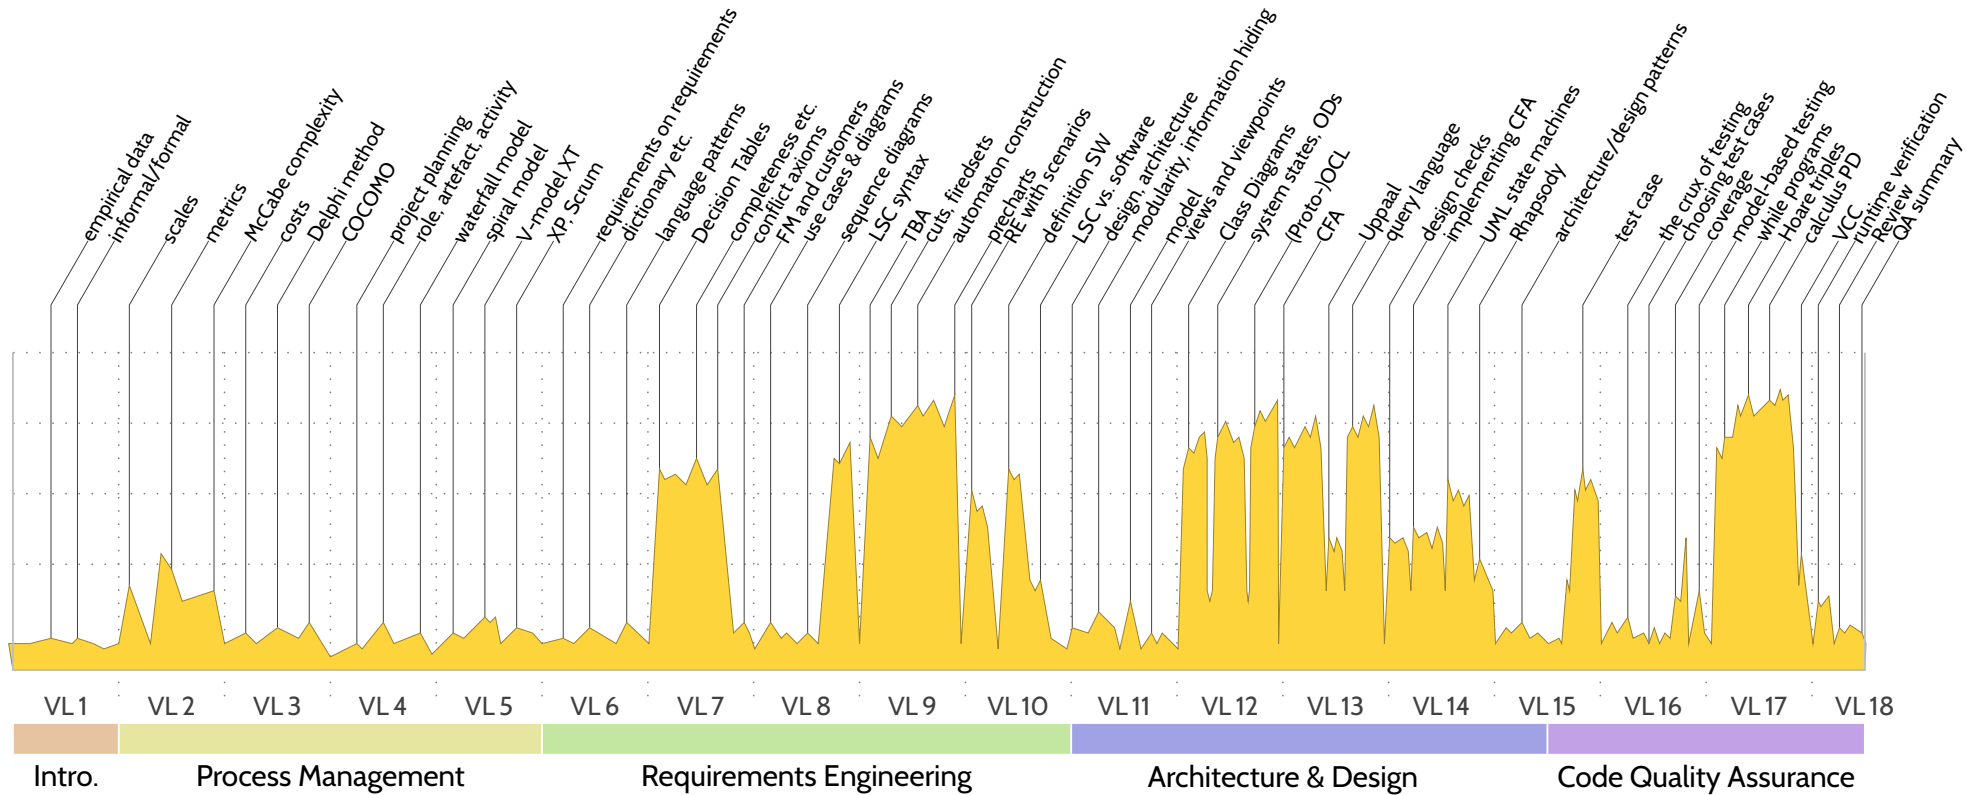 empirical data
informal/formal
scales
metrics
McCabe complexity
costs
Delphi method
COCOMO
project planning
role, artefact, activity
waterfall model
spiral model
V-model XT
XP, Scrum
requirements on requirements
dictionary etc.
language patterns
Decision Tables
completeness etc.
conflict axioms
FM and customers
use cases & diagrams
sequence diagrams
LSC syntax
TBA
cuts, firedsets
automaton construction
precharts
RE with scenarios
definition SW
LSC vs. software
design, architecture
modularity, information hiding
model
views and viewpoints
Class Diagrams
system states, ODs
(Proto-)OCL
CFA
Uppaal
query language
design checks
implementing CFA
UML state machines
Rhapsody
architecture/design patterns
test case
the crux of testing
choosing test cases
coverage
model-based testing
while programs
Hoare triples
calculus PD
VCC
runtime verification
Review
QA summary
VL 1 VL 2 VL 3 VL 4 VL 5 VL 6 VL 7 VL 8 VL 9 VL 10 VL 11 VL 12 VL 13 VL 14 VL 15 VL 16 VL 17 VL 18
Intro. Process Management Requirements Engineering Architecture & Design Code Quality Assurance